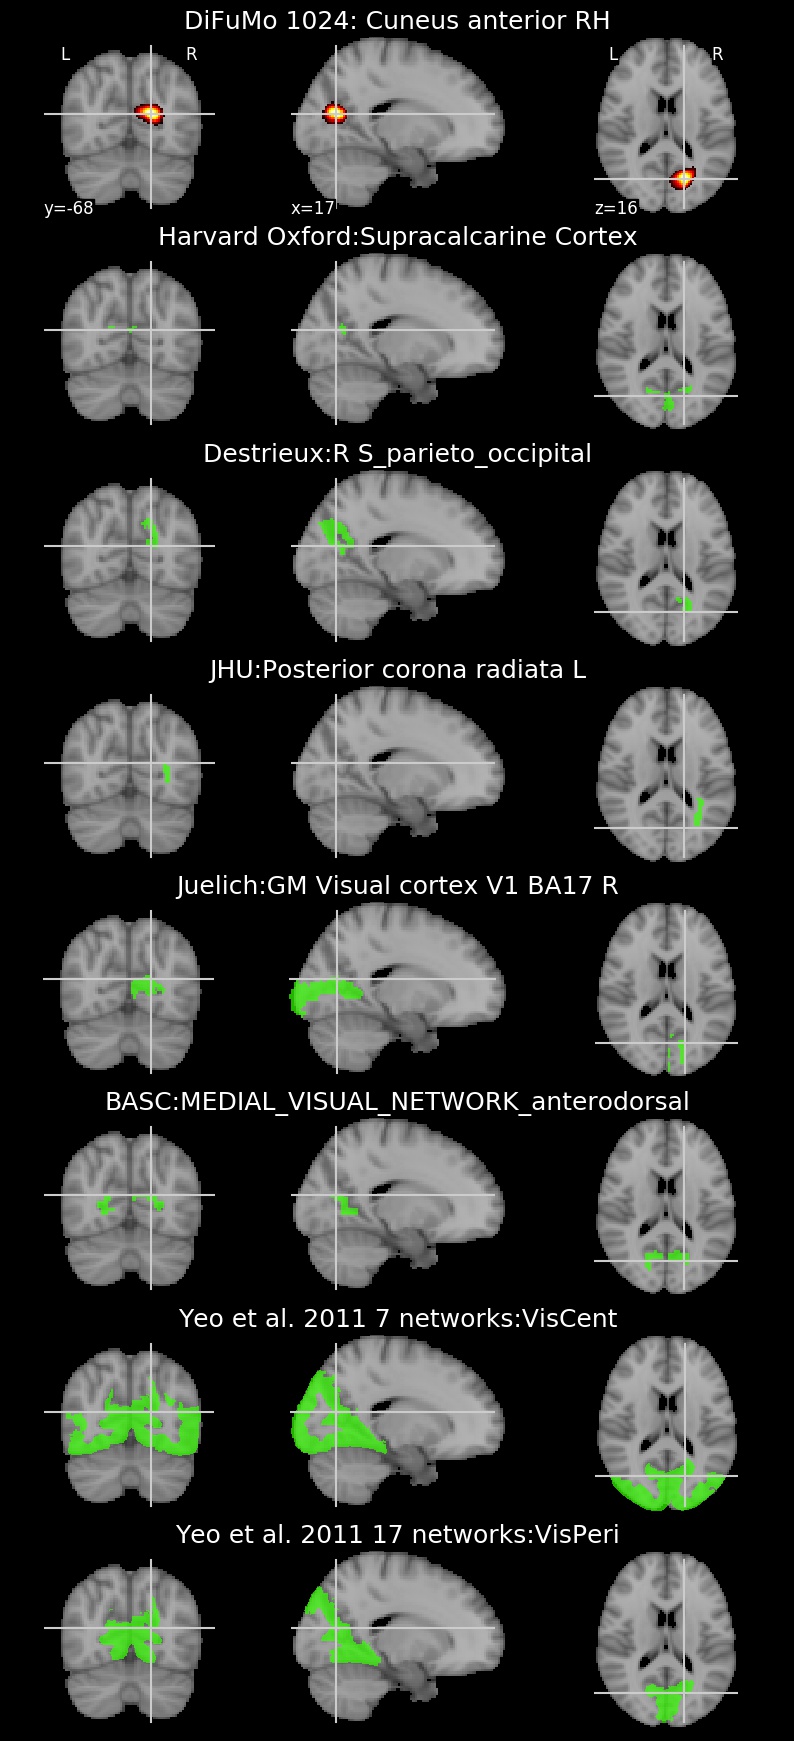 DiFuMo 1024: Cuneus anterior RH
L R L R
y=-68 x=17 z=16
Harvard Oxford:Supracalcarine Cortex
Destrieux:R S_parieto_occipital
JHU:Posterior corona radiata L
Juelich:GM Visual cortex V1 BA17 R
BASC:MEDIAL_VISUAL_NETWORK_anterodorsal
Yeo et al. 2011 7 networks:VisCent
Yeo et al. 2011 17 networks:VisPeri